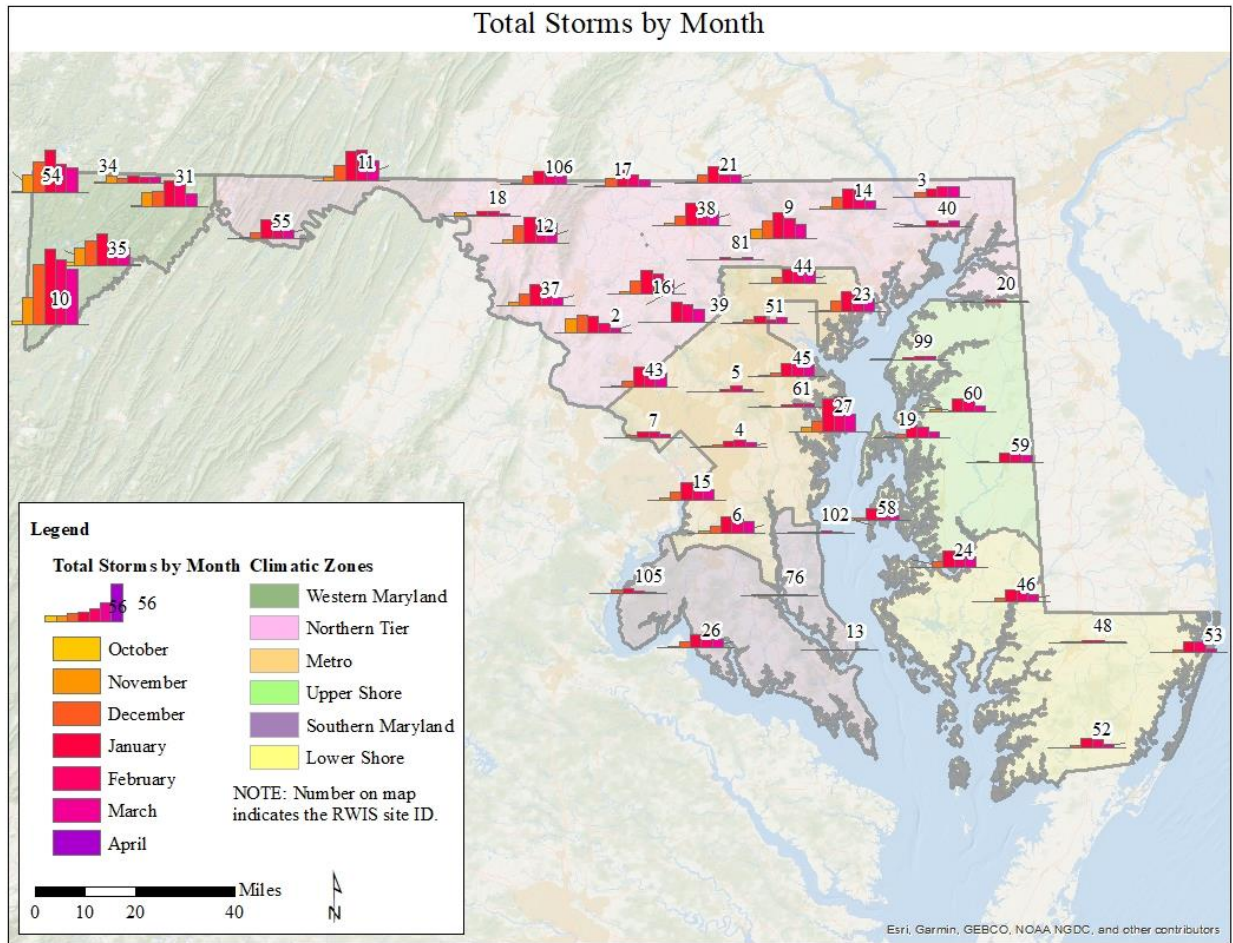 Total Storms by Month
54
34
31
11
106
17
21
14
3
18
55
12
38
9
40
35
81
10
44
20
37
16
23
39
51
2
99
43
5
45
60
61
27
7
4
19
59
15
102
58
6
24
105
76
46
26
13
48
53
52
Legend
Total Storms by Month Climatic Zones
56 56
Western Maryland
Northern Tier
October
Metro
November
Upper Shore
December
Southern Maryland
January
Lower Shore
February
NOTE: Number on map
indicates the RWIS site ID.
March
April
Miles
0 10 20 40
N
Esri, Garmin, GEBCO, NOAA NGDC, and other contributors